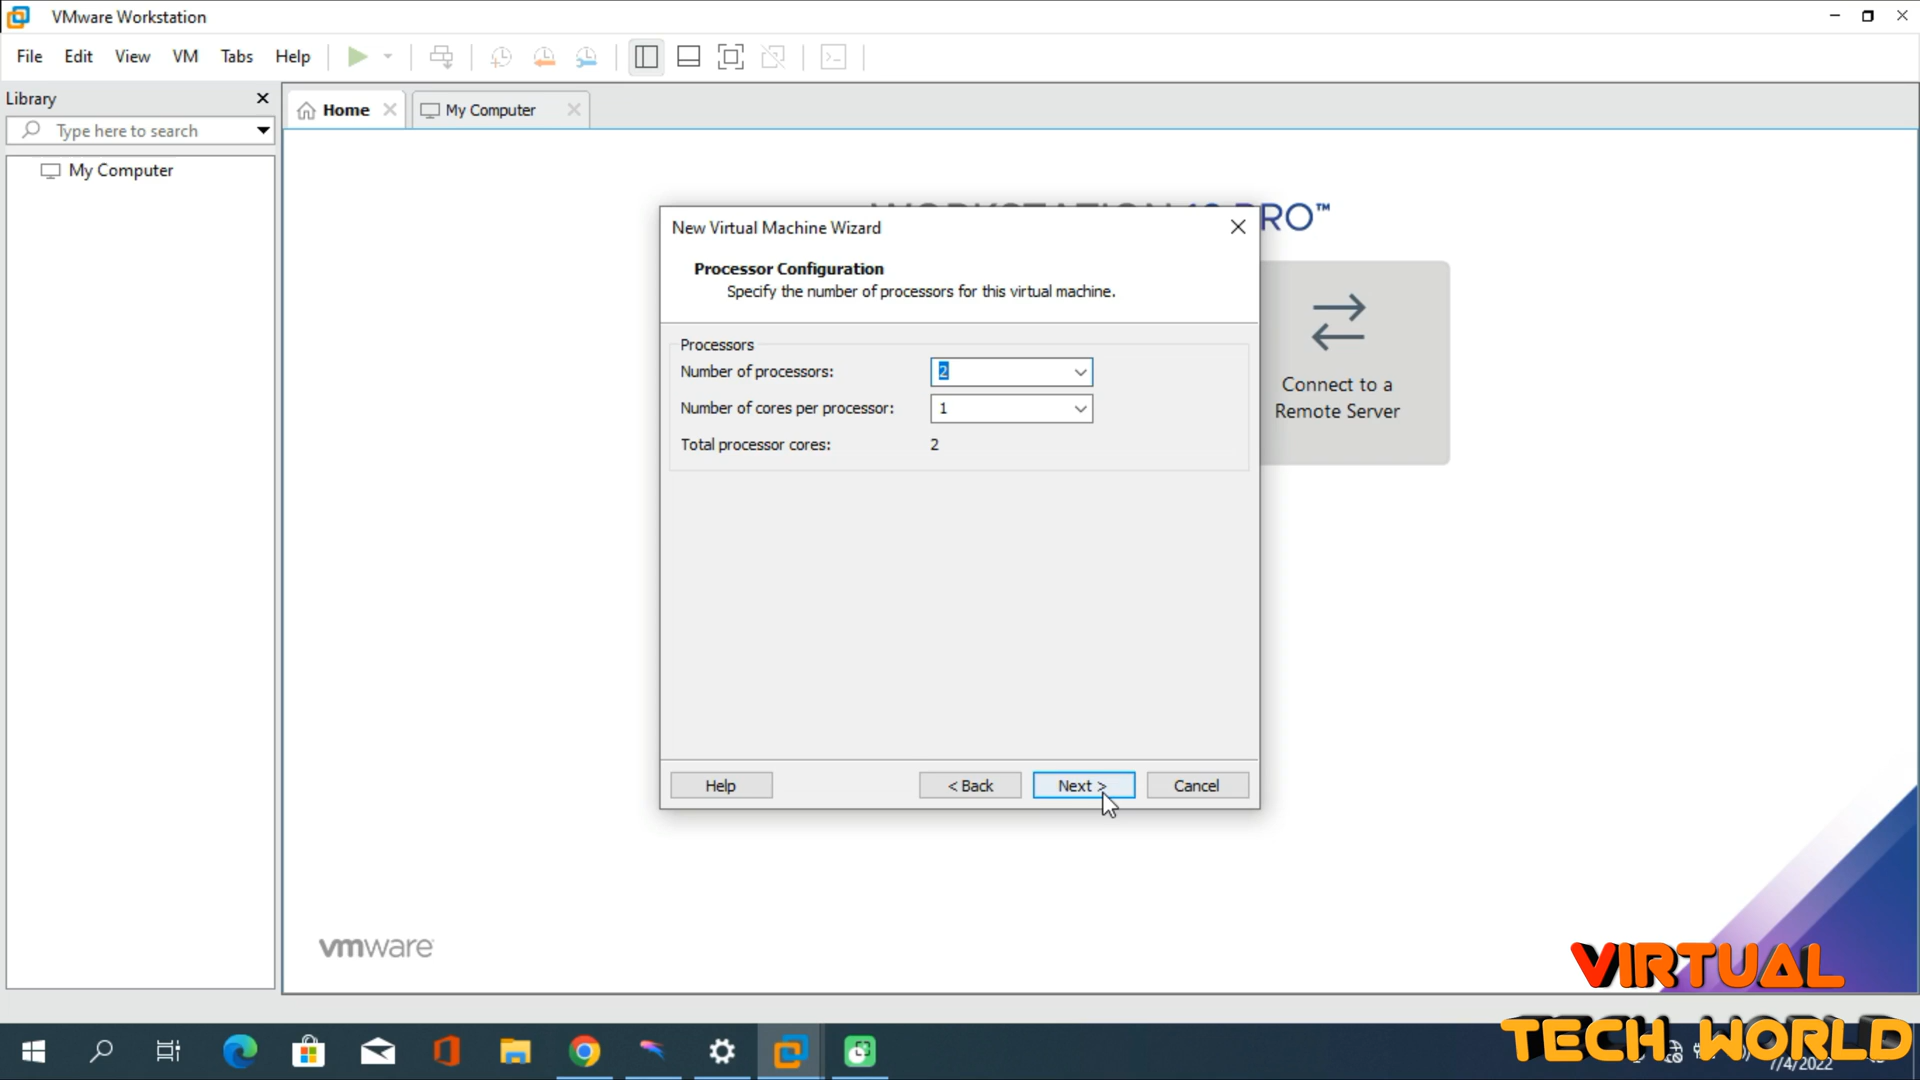 VMware Workstation
File Edit View VM Tabs Help
Library
Home
My Computer
Type here to search
My Computer
PRO™
New Virtual Machine Wizard
Processor Configuration
Specify the number of processors for this virtual machine.
Processors
Number of processors: 2
Number of cores per processor: 1
Total processor cores: 2
Connect to a
Remote Server
Help
< Back
Next >
Cancel
vmware
VIRTUAL
TECH WORLD
7/4/2022